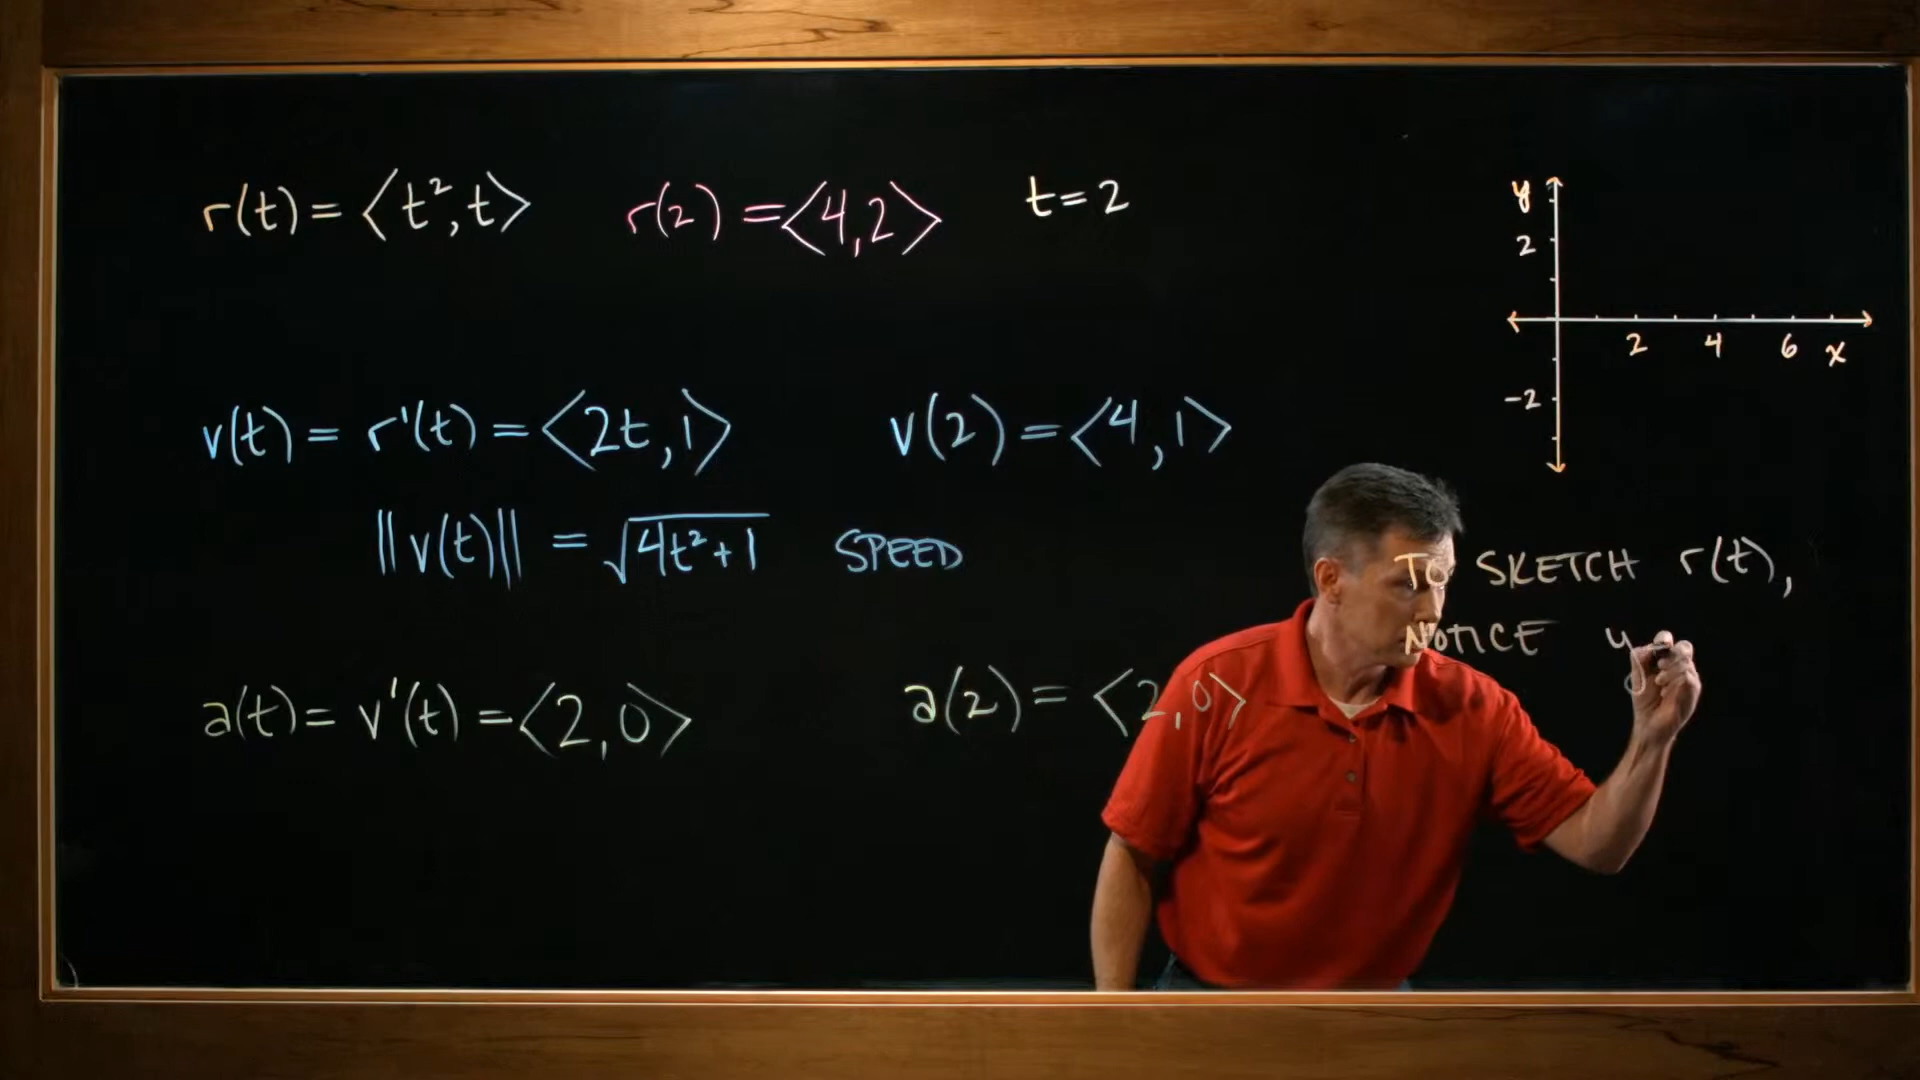 r(t) = ⟨t², t⟩ r(2) = ⟨4, 2⟩ t = 2
y
2
2 4 6 x
-2
v(t) = r'(t) = ⟨2t, 1⟩ v(2) = ⟨4, 1⟩
||v(t)|| = √(4t² + 1) SPEED
TO SKETCH r(t),
NOTICE y
a(t) = v'(t) = ⟨2, 0⟩ a(2) = ⟨2, 0⟩